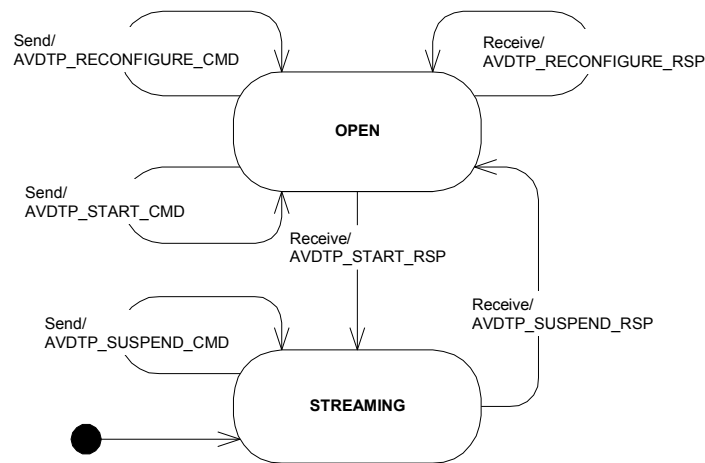 Send/
AVDTP_RECONFIGURE_CMD
Receive/
AVDTP_RECONFIGURE_RSP
OPEN
Send/
AVDTP_START_CMD
Receive/
AVDTP_START_RSP
Receive/
AVDTP_SUSPEND_RSP
Send/
AVDTP_SUSPEND_CMD
STREAMING